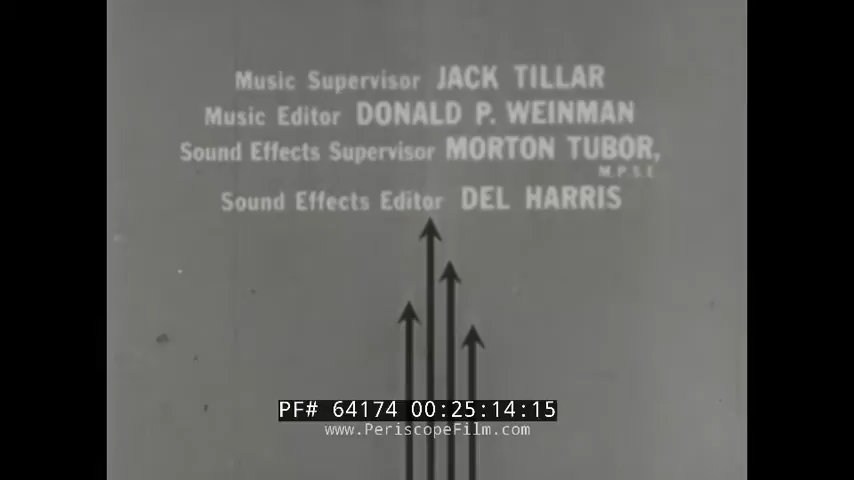 Music Supervisor JACK TILLAR
Music Editor DONALD P. WEINMAN
Sound Effects Supervisor MORTON TUBOR,
M.P.S.E
Sound Effects Editor DEL HARRIS
PF# 64174 00:25:14:15
www.PeriscopeFilm.com